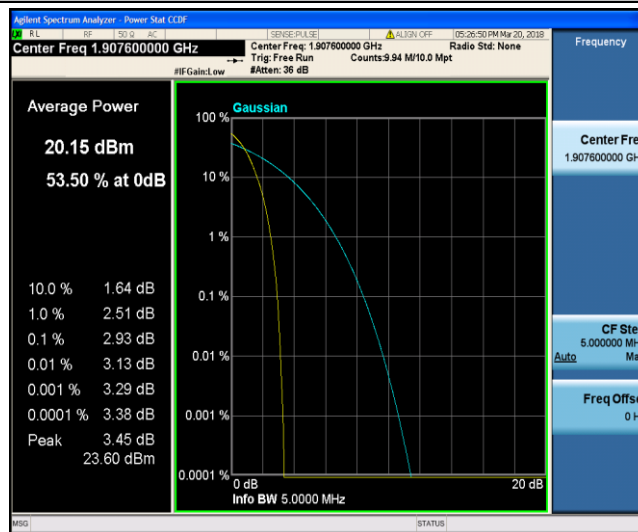 Agilent Spectrum Analyzer - Power Stat CCDF
RL RF 50 Ω AC SENSE:PULSE ALIGN OFF 05:26:50 PM Mar 20, 2018
Center Freq 1.907600000 GHz
Center Freq: 1.907600000 GHz Radio Std: None
Trig: Free Run Counts:9.94 M/10.0 Mpt
#IFGain:Low #Atten: 36 dB
Frequency
Average Power
20.15 dBm
53.50 % at 0dB
10.0 % 1.64 dB
1.0 % 2.51 dB
0.1 % 2.93 dB
0.01 % 3.13 dB
0.001 % 3.29 dB
0.0001 % 3.38 dB
Peak 3.45 dB
23.60 dBm
Gaussian
100 %
10 %
1 %
0.1 %
0.01 %
0.001 %
0.0001 %
0 dB 20 dB
Info BW 5.0000 MHz
Center Fre
1.907600000 GH
CF Ste
5.000000 MH
Auto Ma
Freq Offse
0 H
MSG STATUS